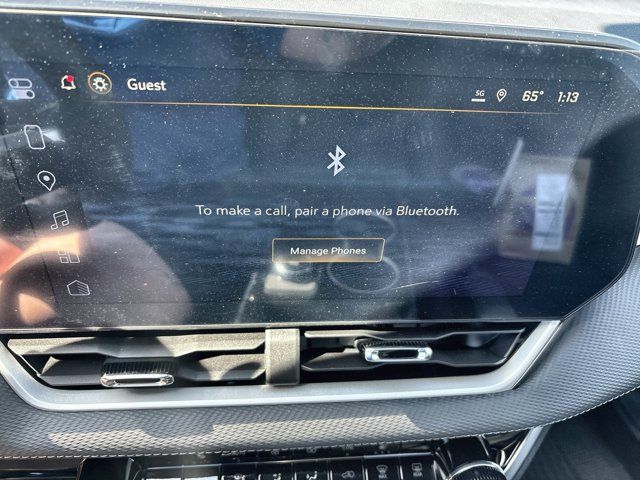 Guest
5G 65° 1:13
To make a call, pair a phone via Bluetooth.
Manage Phones